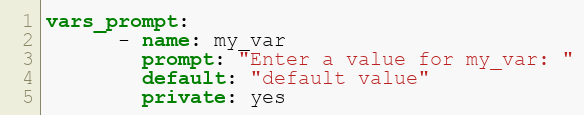 1 vars_prompt:
2       - name: my_var
3         prompt: "Enter a value for my_var: "
4         default: "default value"
5         private: yes